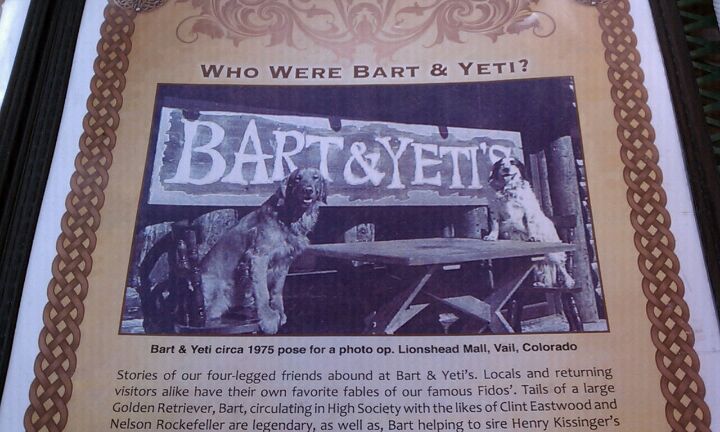 WHO WERE BART & YETI?
BART & YETI'S
Bart & Yeti circa 1975 pose for a photo op. Lionshead Mall, Vail, Colorado
Stories of our four-legged friends abound at Bart & Yeti's. Locals and returning
visitors alike have their own favorite fables of our famous Fidos'. Tails of a large
Golden Retriever, Bart, circulating in High Society with the likes of Clint Eastwood and
Nelson Rockefeller are legendary, as well as, Bart helping to sire Henry Kissinger's